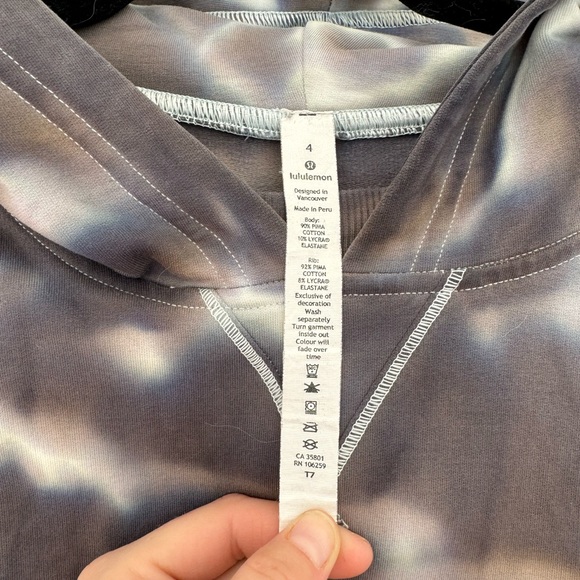 4
lululemon
Designed in
Vancouver
Made in Peru
Body:
90% PIMA
COTTON
10% LYCRA®
ELASTANE
Rib:
92% PIMA
COTTON
8% LYCRA®
ELASTANE
Exclusive of
decoration
Wash
separately
Turn garment
inside out
Colour will
fade over
time
CA 35801
RN 106259
T7